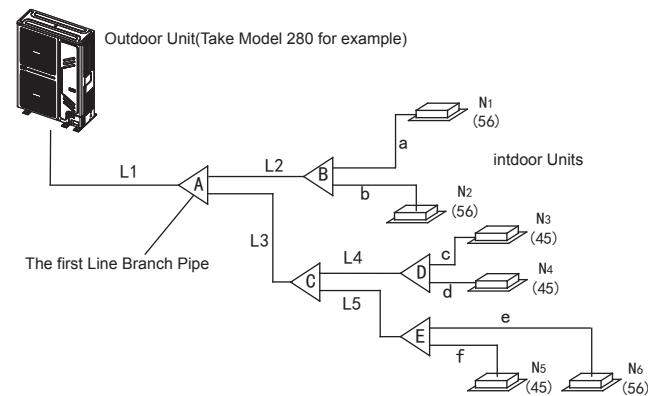 Outdoor Unit(Take Model 280 for example)
N1
(56)
a
intdoor Units
L1
A
L2
B
b
N2
(56)
The first Line Branch Pipe
L3
C
L4
D
c
N3
(45)
d
N4
(45)
L5
E
e
f
N5
(45)
N6
(56)